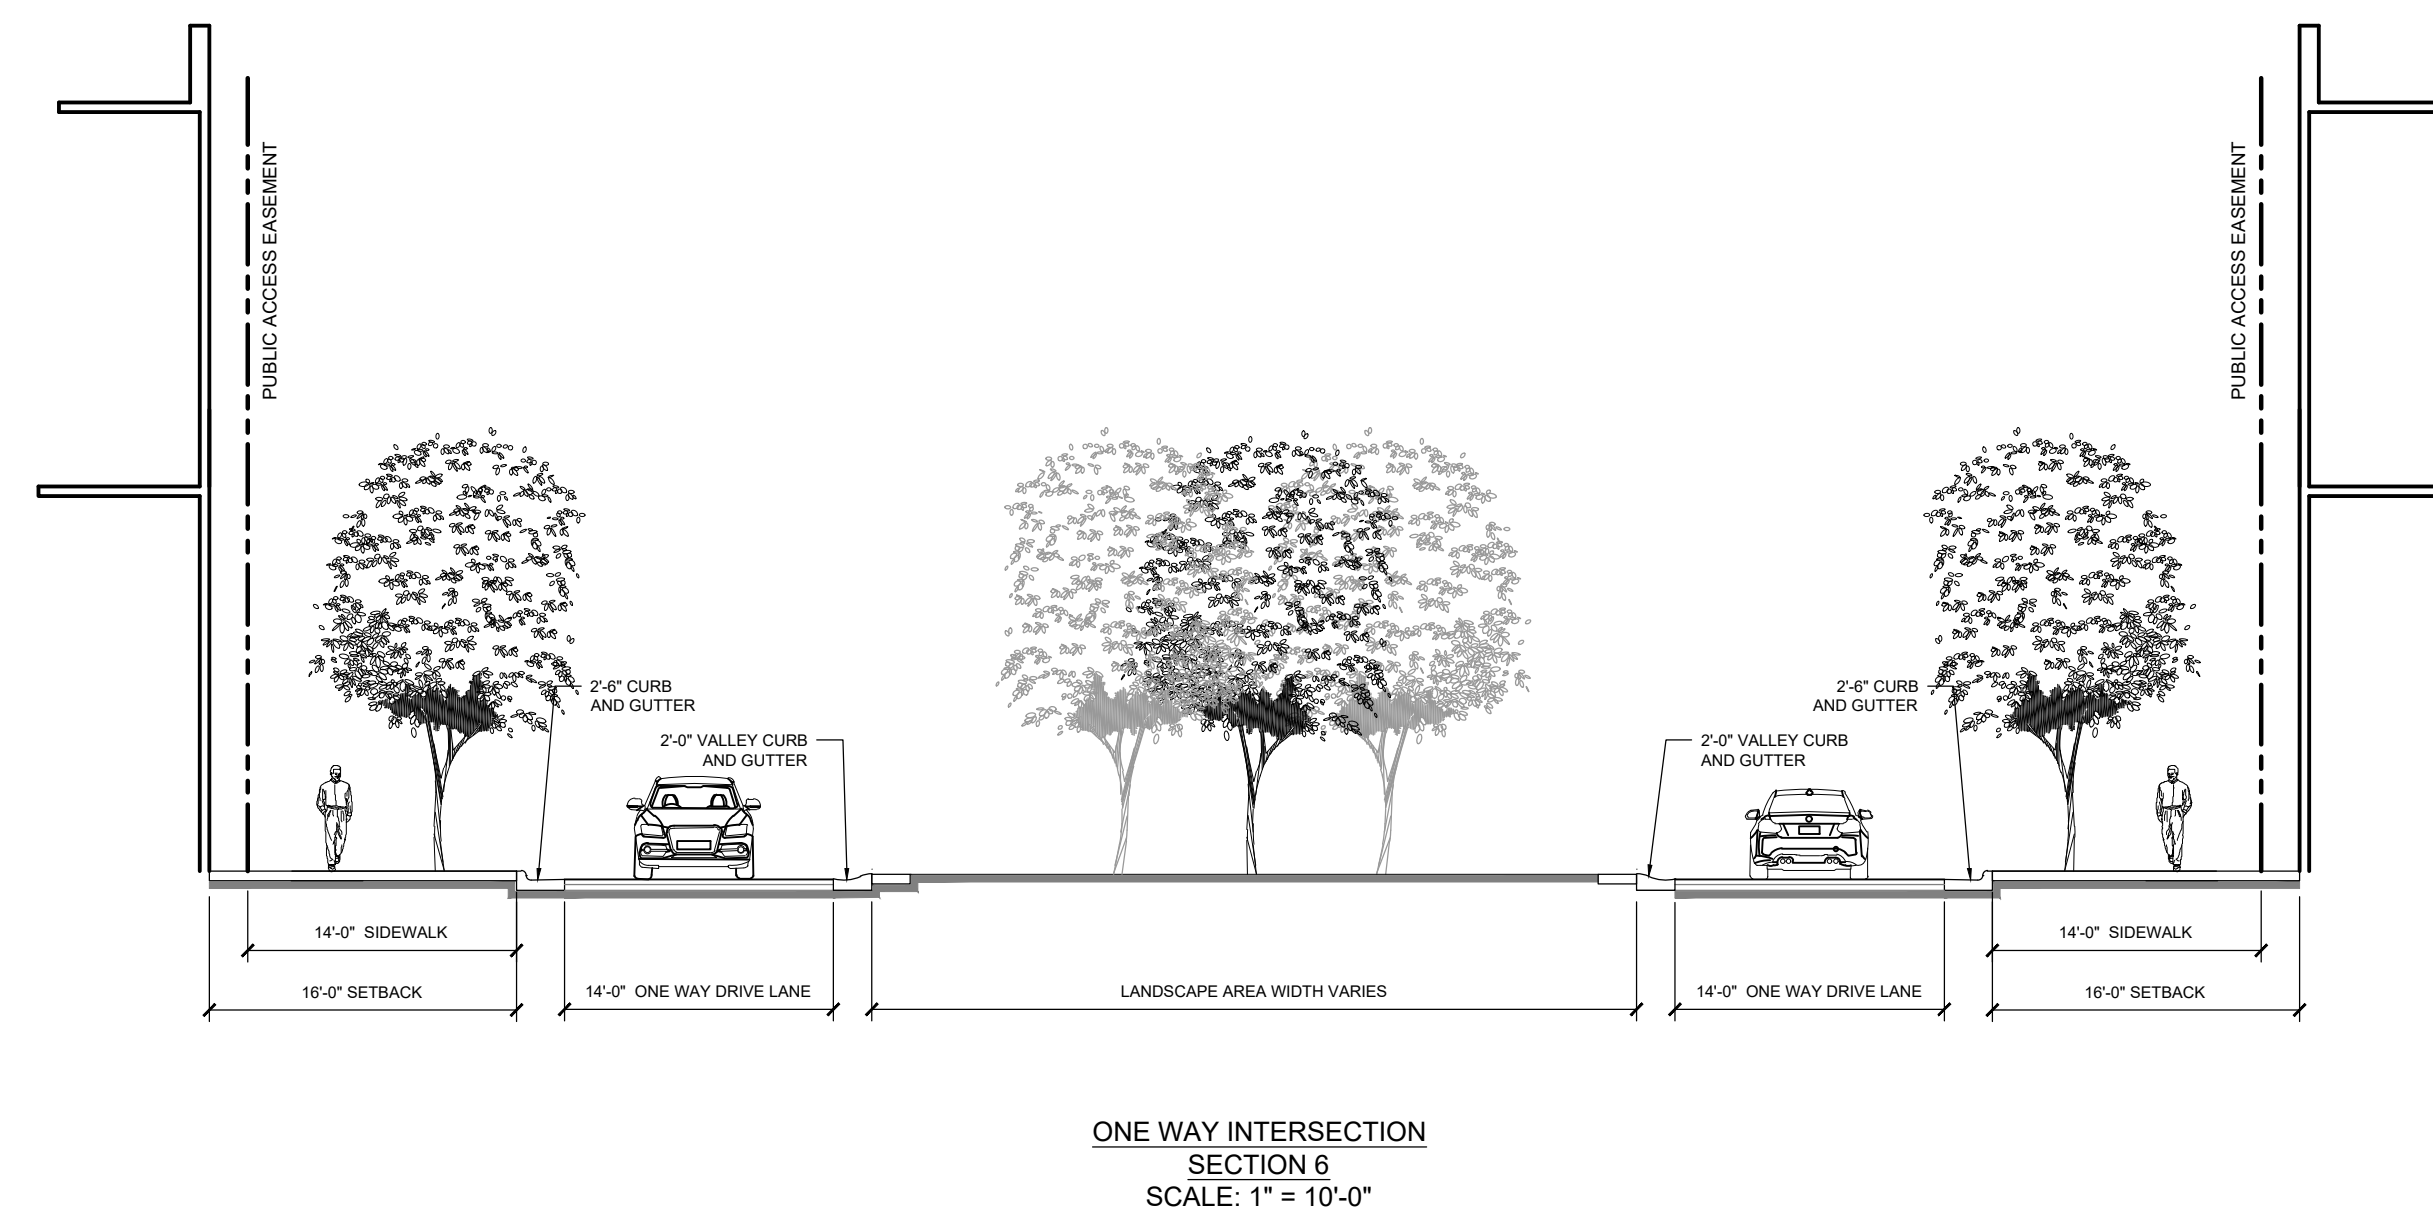 PUBLIC ACCESS EASEMENT
PUBLIC ACCESS EASEMENT
2'-6" CURB
AND GUTTER
2'-0" VALLEY CURB
AND GUTTER
2'-6" CURB
AND GUTTER
2'-0" VALLEY CURB
AND GUTTER
14'-0" SIDEWALK
14'-0" SIDEWALK
16'-0" SETBACK
14'-0" ONE WAY DRIVE LANE
LANDSCAPE AREA WIDTH VARIES
14'-0" ONE WAY DRIVE LANE
16'-0" SETBACK
ONE WAY INTERSECTION
SECTION 6
SCALE: 1" = 10'-0"